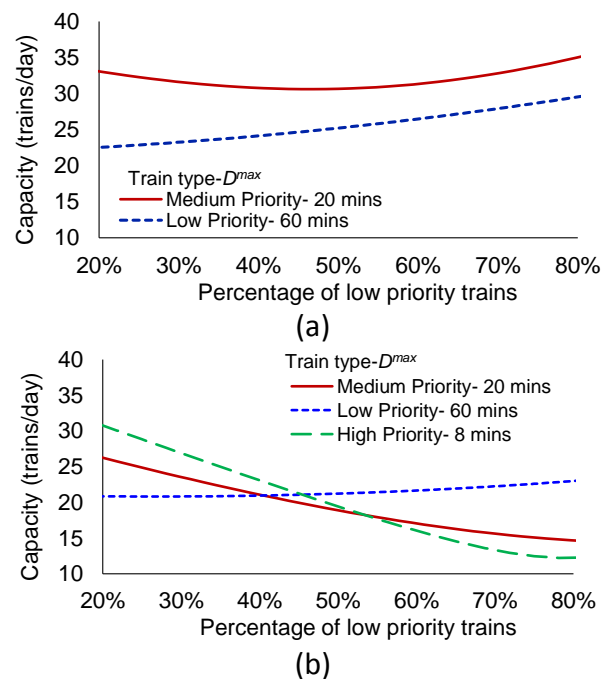 40
35
30
25
20
15
10
Capacity (trains/day)
Train type-D^max
Medium Priority- 20 mins
Low Priority- 60 mins
20% 30% 40% 50% 60% 70% 80%
Percentage of low priority trains
(a)
40
35
30
25
20
15
10
Capacity (trains/day)
Train type-D^max
Medium Priority- 20 mins
Low Priority- 60 mins
High Priority- 8 mins
20% 30% 40% 50% 60% 70% 80%
Percentage of low priority trains
(b)